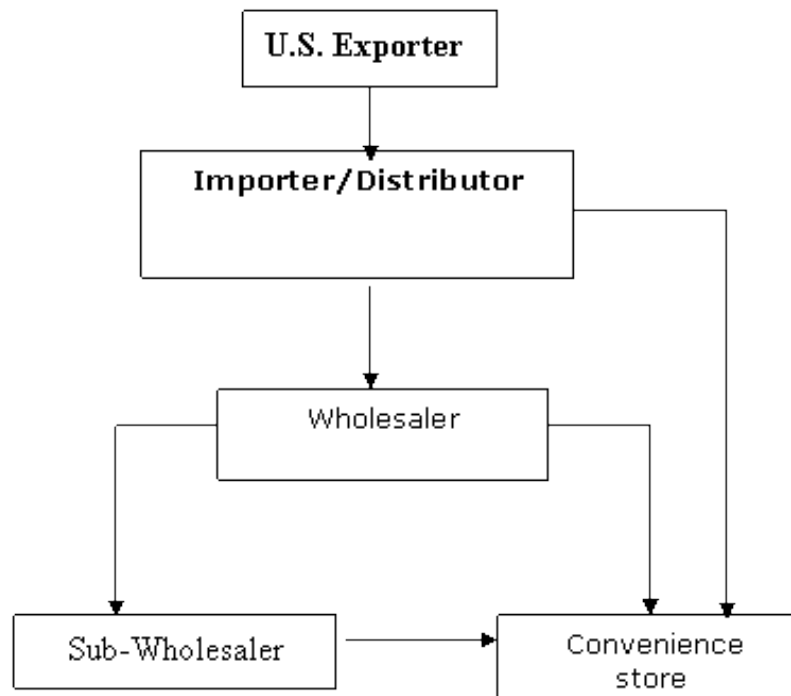 U.S. Exporter
Importer/Distributor
Wholesaler
Sub-Wholesaler
Convenience
store